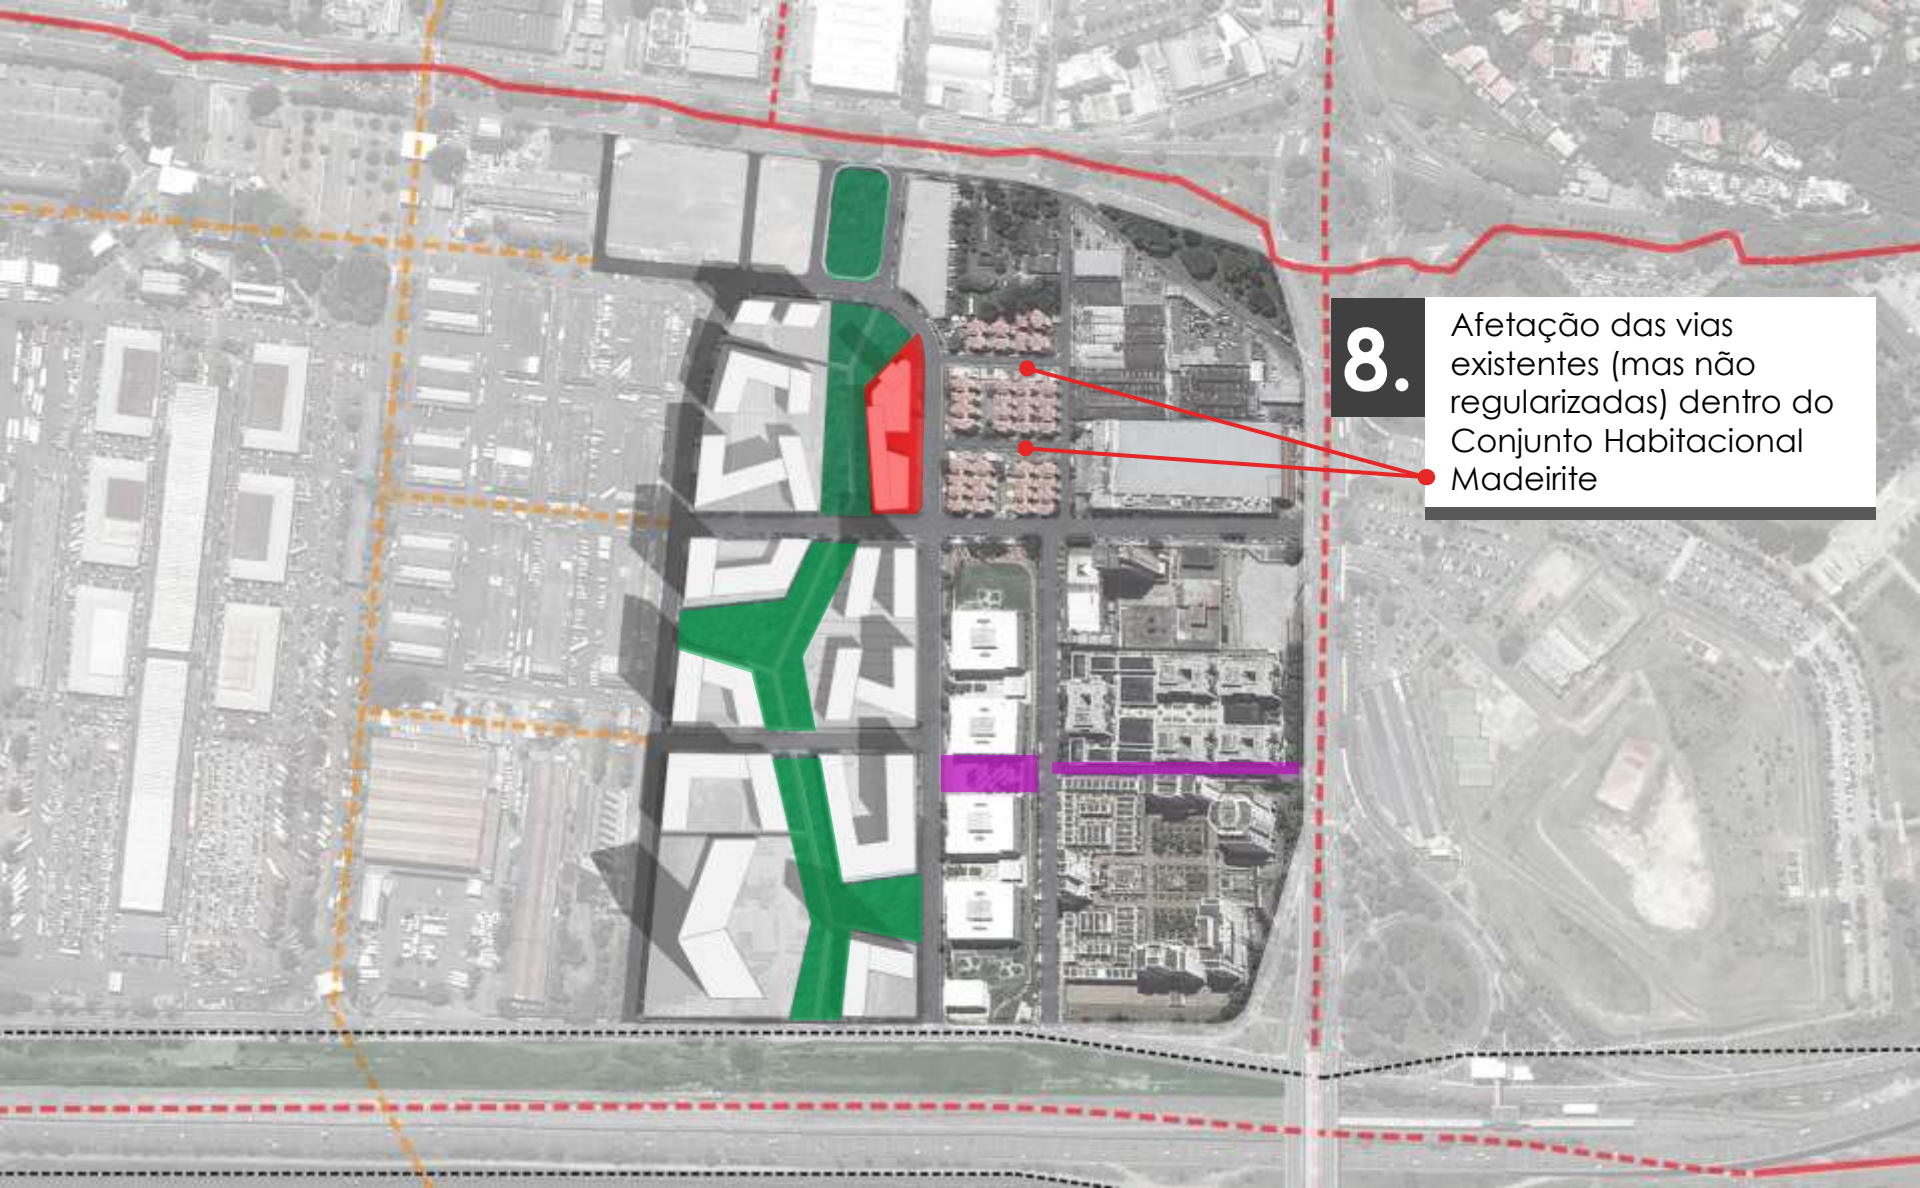 8.
Afetação das vias
existentes (mas não
regularizadas) dentro do
Conjunto Habitacional
Madeirite